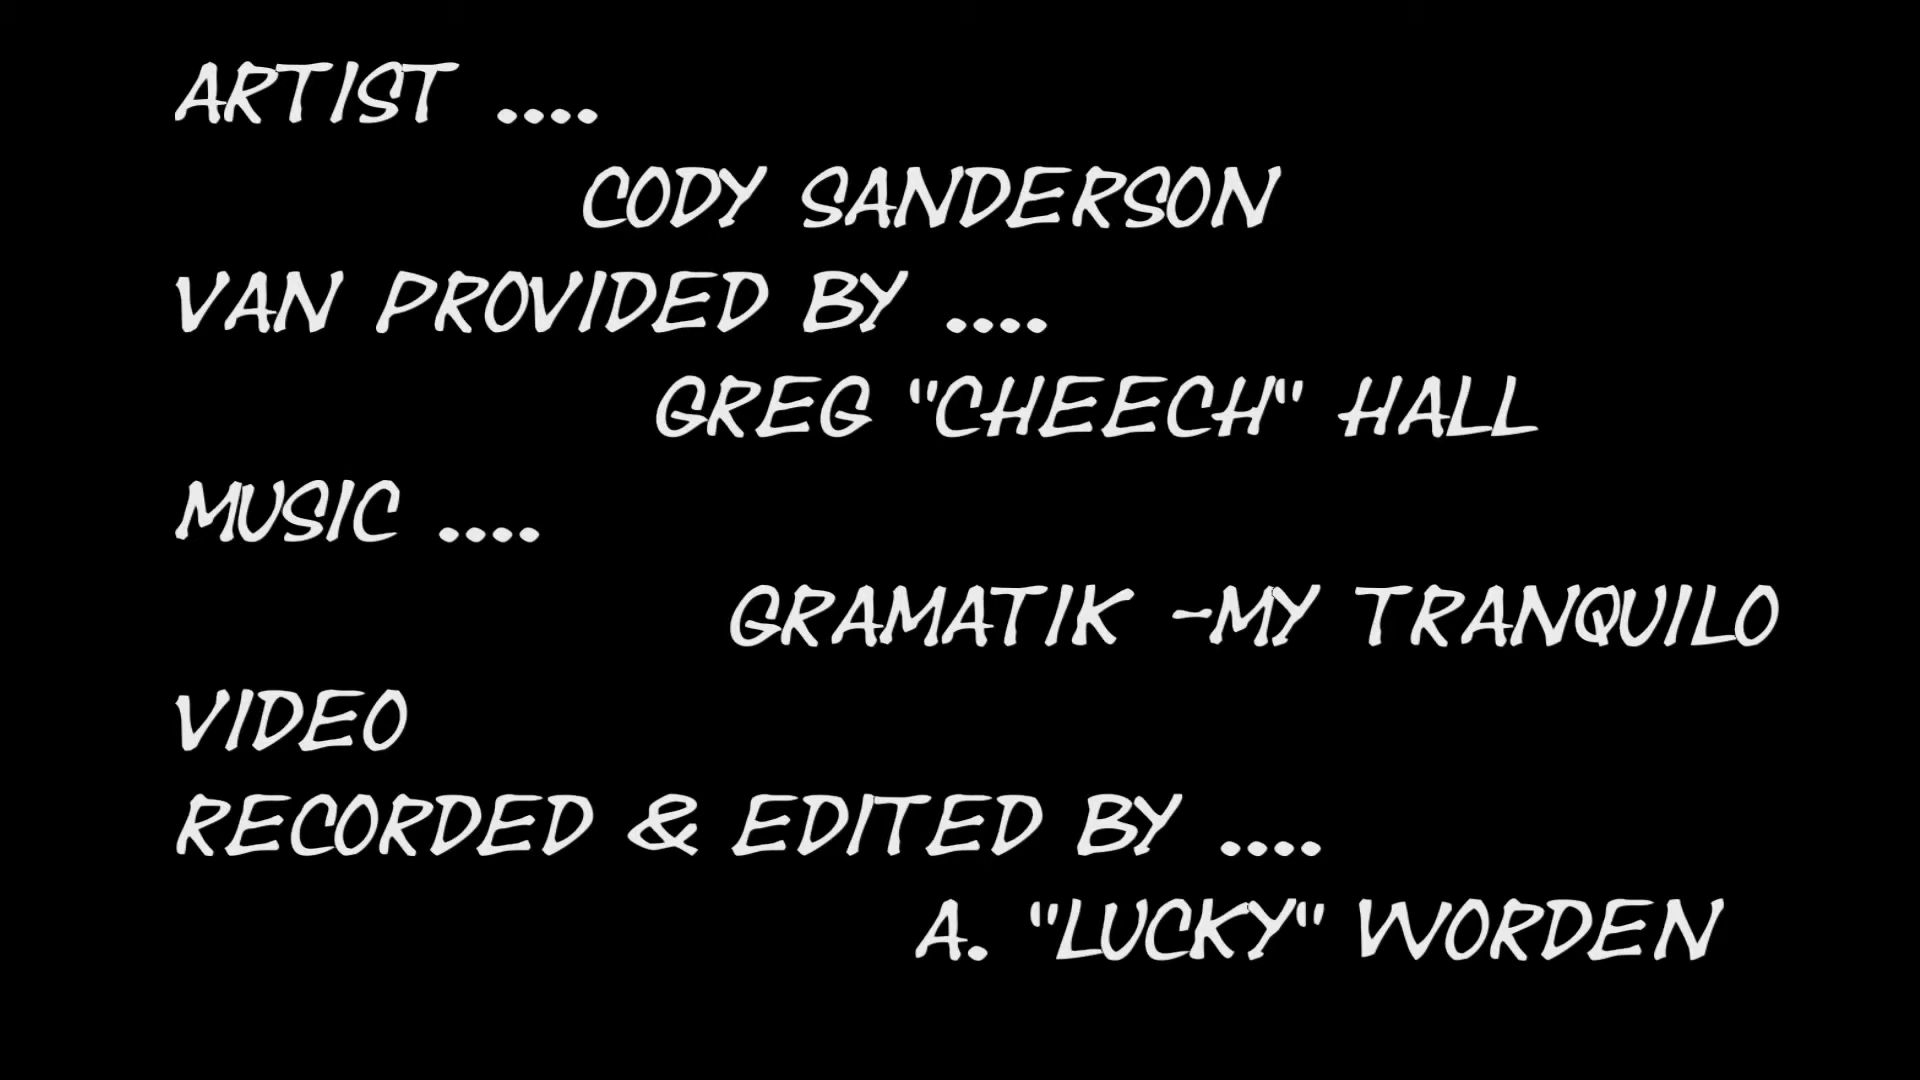 ARTIST ....
CODY SANDERSON
VAN PROVIDED BY ....
GREG "CHEECH" HALL
MUSIC ....
GRAMATIK -MY TRANQUILO
VIDEO
RECORDED & EDITED BY ....
A. "LUCKY" WORDEN